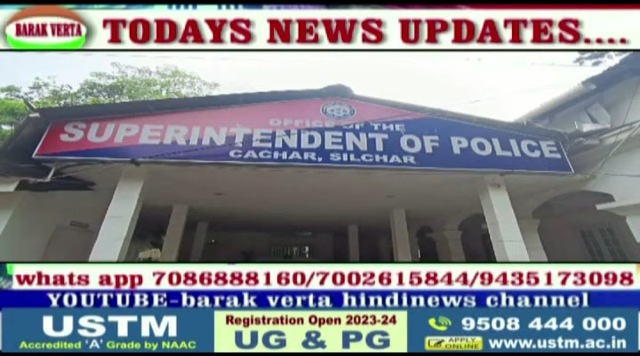 BARAK VERTA
TODAYS NEWS UPDATES....
OFFICE OF THE
SUPERINTENDENT OF POLICE
CACHAR, SILCHAR
whats app 7086888160/7002615844/9435173098
YOUTUBE-barak verta hindinews channel
USTM
Accredited 'A' Grade by NAAC
Registration Open 2023-24
UG & PG
9508 444 000
APPLY ONLINE
www.ustm.ac.in